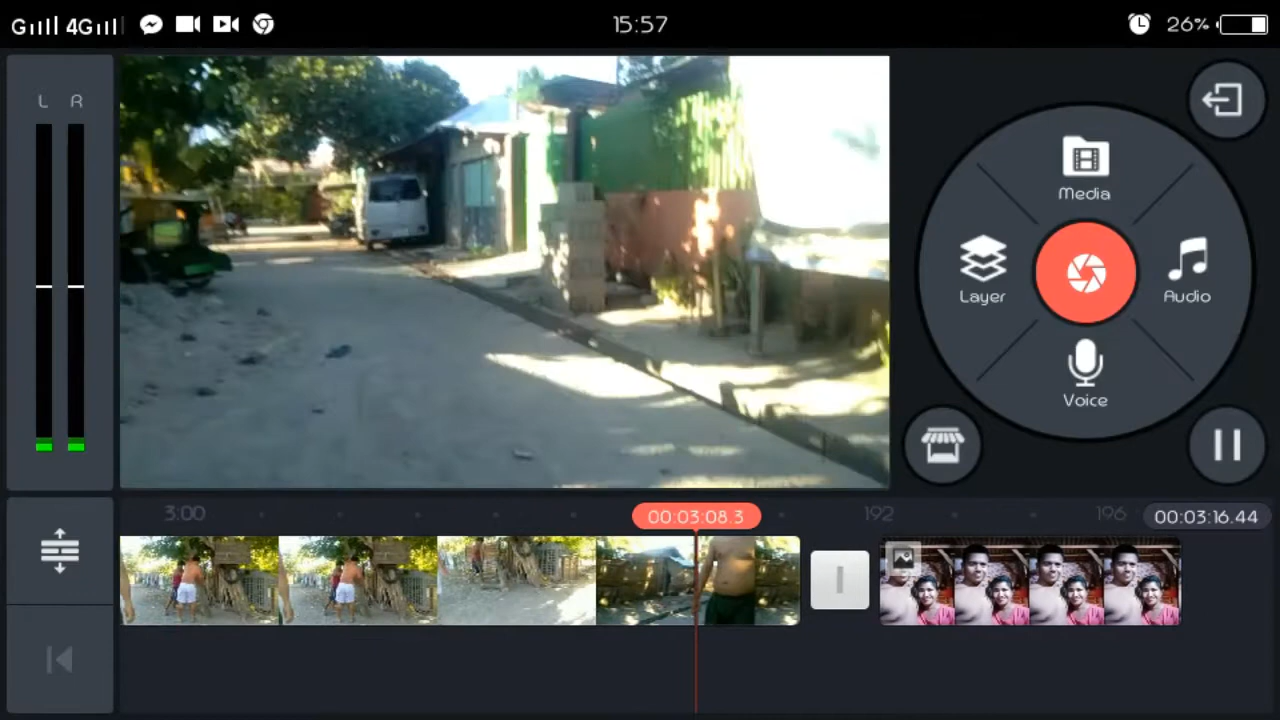 G 4G 15:57 26%
L R
Media
Layer Audio
Voice
3:00 00:03:08.3 192 196 00:03:16.44